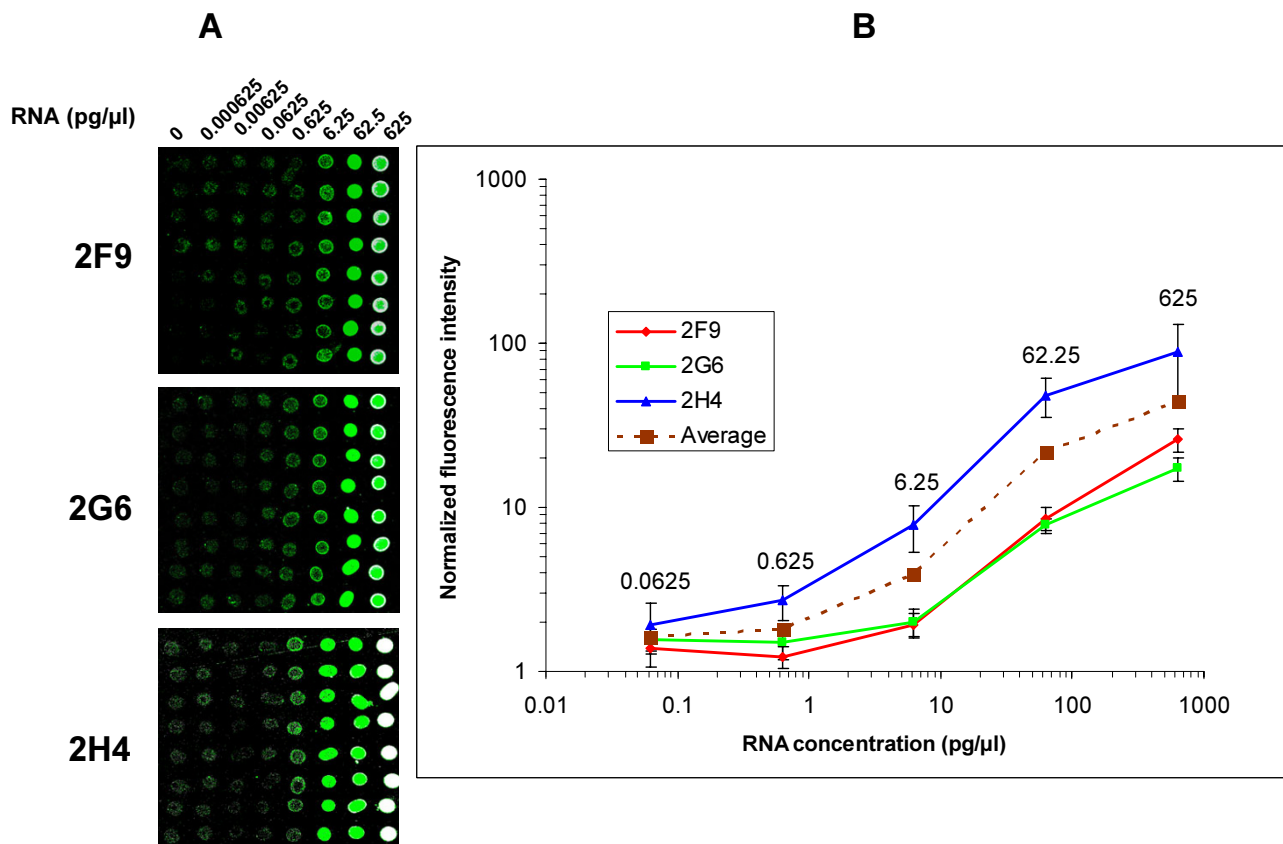 A
B
RNA (pg/µl)
0 0.000625 0.00625 0.0625 0.625 6.25 62.5 625
2F9
2G6
2H4
Normalized fluorescence intensity
1000
100
10
1
0.01 0.1 1 10 100 1000
RNA concentration (pg/µl)
2F9
2G6
2H4
Average
0.0625
0.625
6.25
62.25
625